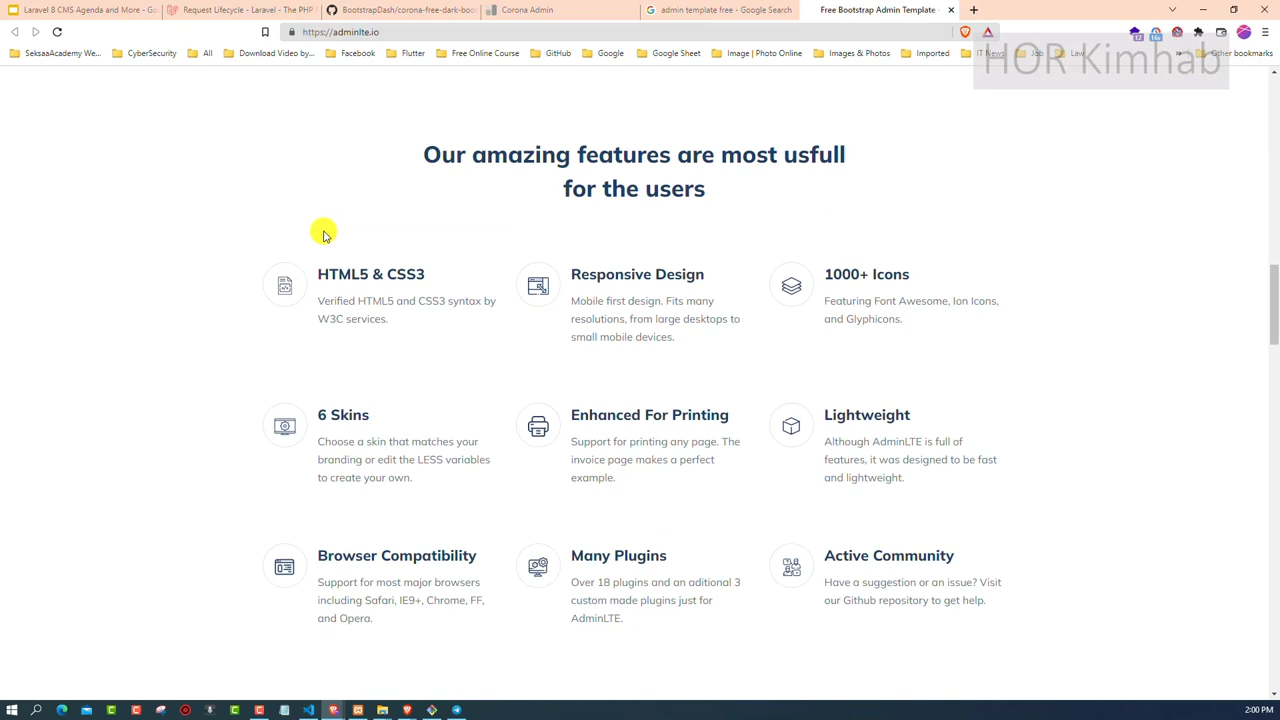 Laravel 8 CMS Agenda and More - Go
Request Lifecycle - Laravel - The PHP
BootstrapDash/corona-free-dark-boo
Corona Admin
admin template free - Google Search
Free Bootstrap Admin Template
https://adminlte.io
12
16s
SeksaaAcademy We...
CyberSecurity
All
Download Video by...
Facebook
Flutter
Free Online Course
GitHub
Google
Google Sheet
Image | Photo Online
Images & Photos
Imported
IT News
Job
Law
»
Other bookmarks
HOR Kimhab
Our amazing features are most usfull
for the users
HTML5 & CSS3
Verified HTML5 and CSS3 syntax by
W3C services.
Responsive Design
Mobile first design. Fits many
resolutions, from large desktops to
small mobile devices.
1000+ Icons
Featuring Font Awesome, Ion Icons,
and Glyphicons.
6 Skins
Choose a skin that matches your
branding or edit the LESS variables
to create your own.
Enhanced For Printing
Support for printing any page. The
invoice page makes a perfect
example.
Lightweight
Although AdminLTE is full of
features, it was designed to be fast
and lightweight.
Browser Compatibility
Support for most major browsers
including Safari, IE9+, Chrome, FF,
and Opera.
Many Plugins
Over 18 plugins and an aditional 3
custom made plugins just for
AdminLTE.
Active Community
Have a suggestion or an issue? Visit
our Github repository to get help.
2:00 PM